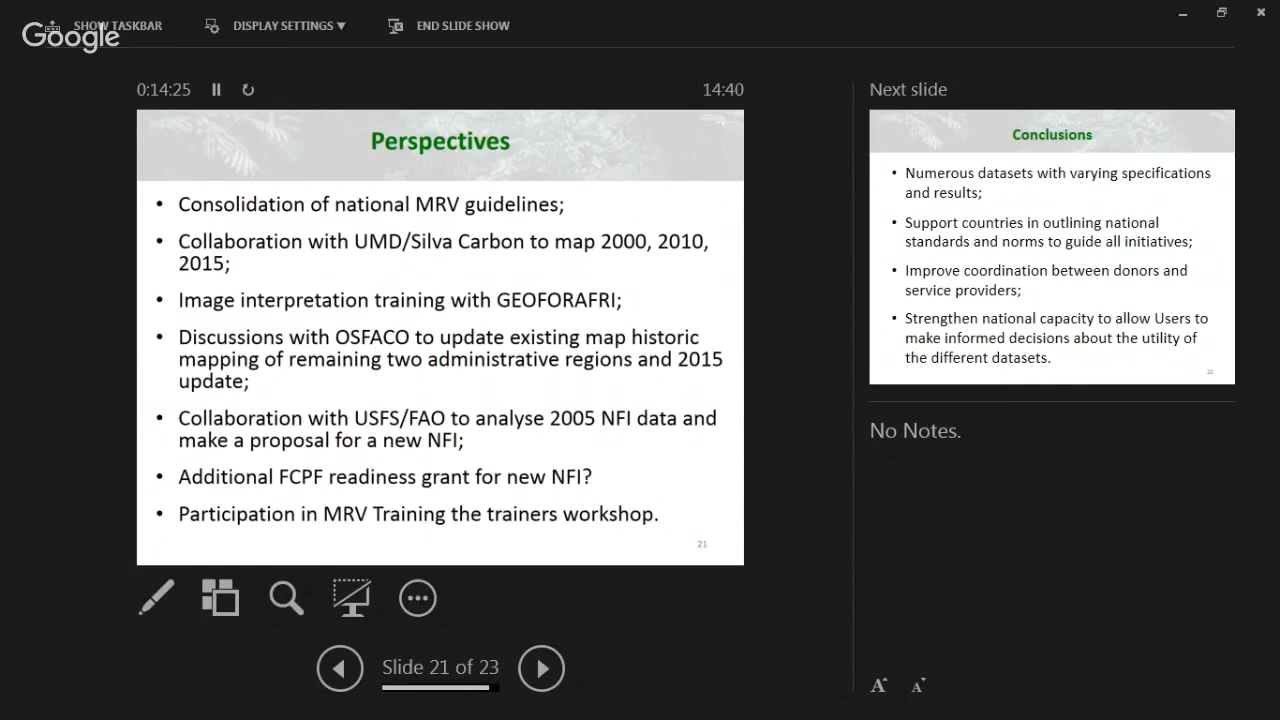 SHOW TASKBAR
DISPLAY SETTINGS ▼
END SLIDE SHOW
Google
0:14:25
14:40
Perspectives
• Consolidation of national MRV guidelines;
• Collaboration with UMD/Silva Carbon to map 2000, 2010,
2015;
• Image interpretation training with GEOFORAFRI;
• Discussions with OSFACO to update existing map historic
mapping of remaining two administrative regions and 2015
update;
• Collaboration with USFS/FAO to analyse 2005 NFI data and
make a proposal for a new NFI;
• Additional FCPF readiness grant for new NFI?
• Participation in MRV Training the trainers workshop.
21
Slide 21 of 23
Next slide
Conclusions
• Numerous datasets with varying specifications
and results;
• Support countries in outlining national
standards and norms to guide all initiatives;
• Improve coordination between donors and
service providers;
• Strengthen national capacity to allow Users to
make informed decisions about the utility of
the different datasets.
22
No Notes.
A A